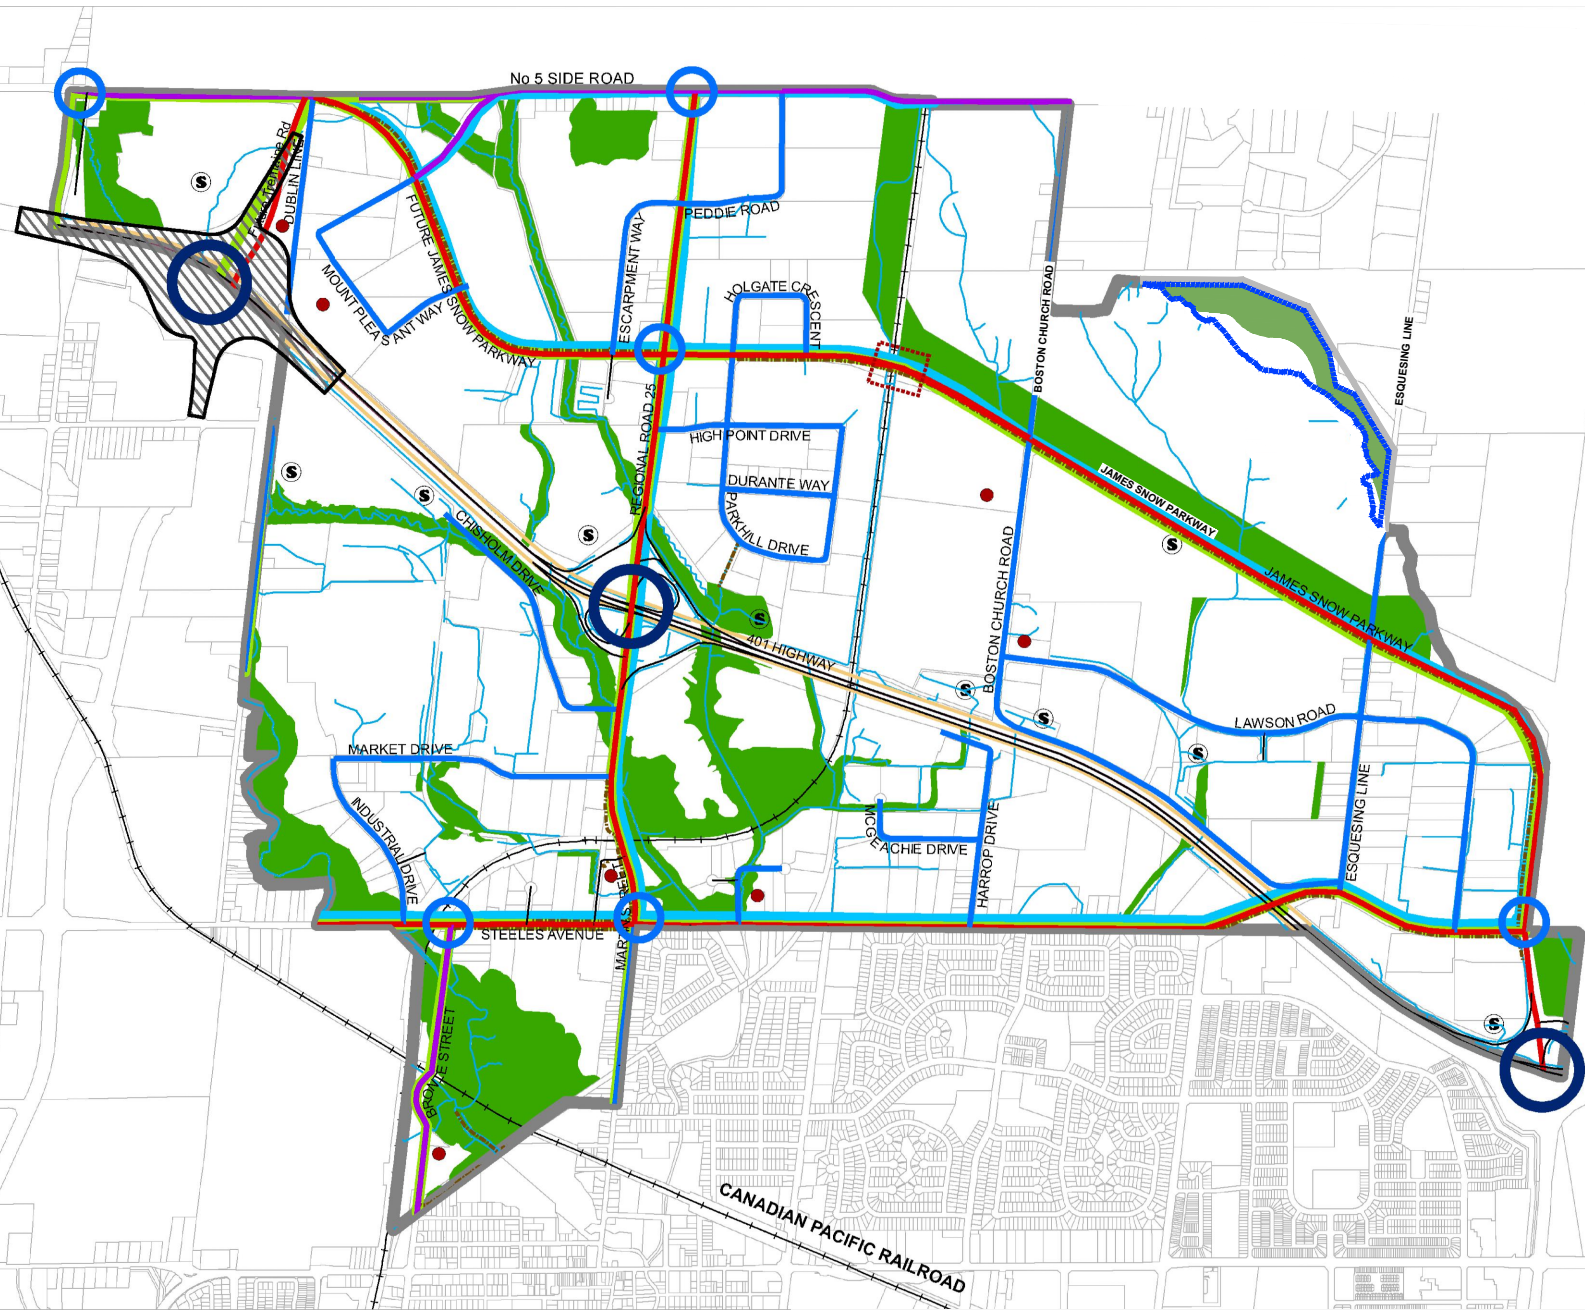 No 5 SIDE ROAD
Future Tremaine Rd
DUBLIN LINE
S
PEDDIE ROAD
ESCARPMENT WAY
FUTURE JAMES SNOW PARKWAY
MOUNT PLEASANT WAY
HOLGATE CRESCENT
BOSTON CHURCH ROAD
ESQUESING LINE
REGIONAL ROAD 25
HIGH POINT DRIVE
DURANTE WAY
PARKHILL DRIVE
S
S
S
CHISHOLM DRIVE
JAMES SNOW PARKWAY
S
JAMES SNOW PARKWAY
S
401 HIGHWAY
BOSTON CHURCH ROAD
S
S
LAWSON ROAD
S
MARKET DRIVE
INDUSTRIAL DRIVE
MCGEACHIE DRIVE
HARROP DRIVE
ESQUESING LINE
STEELES AVENUE
S
BRONTE STREET
CANADIAN PACIFIC RAILROAD